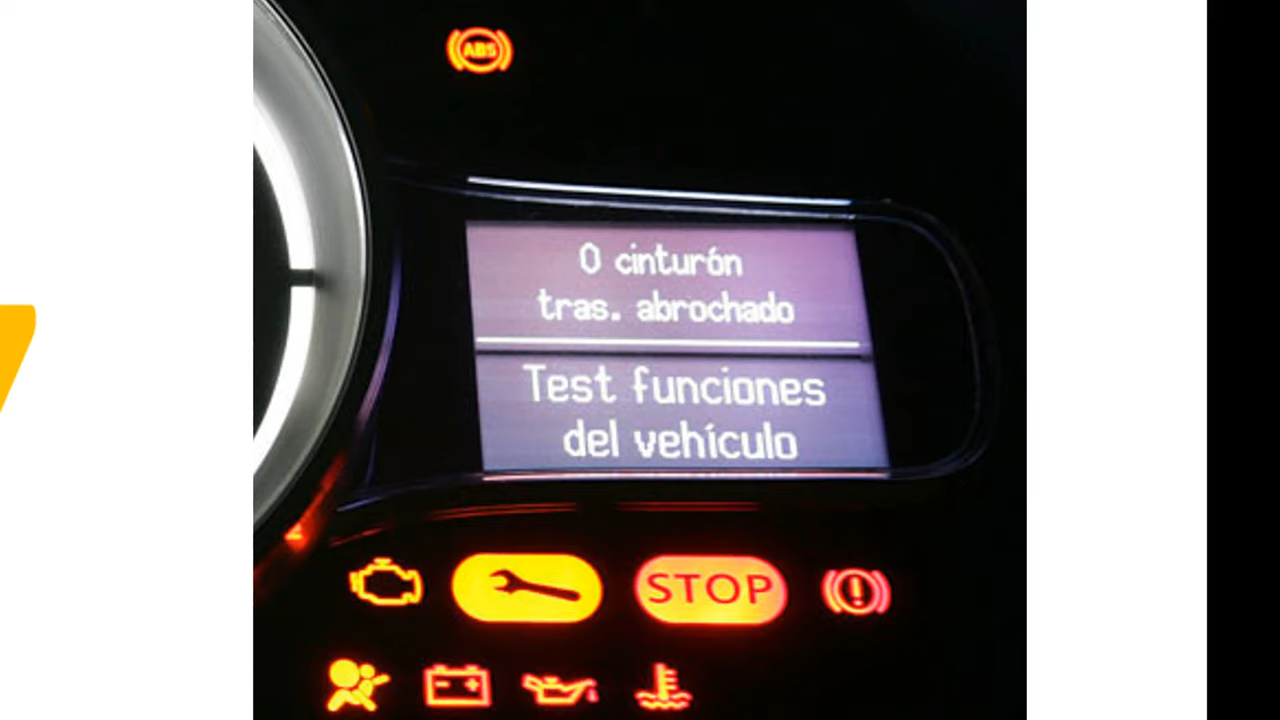 ABS
0 cinturón
tras. abrochado
Test funciones
del vehículo
STOP